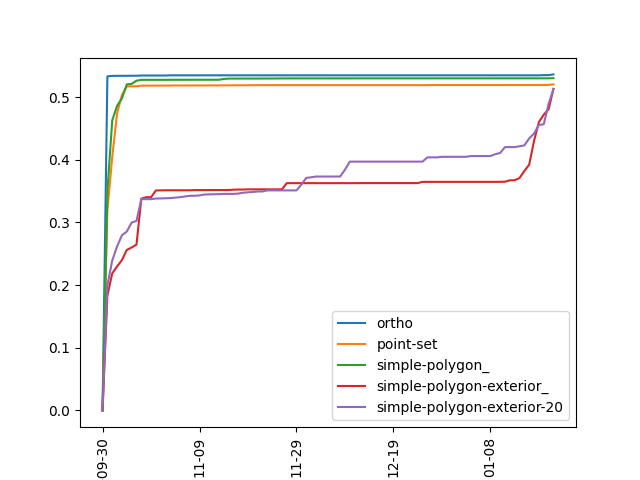 0.5
0.4
0.3
0.2
0.1
0.0
ortho
point-set
simple-polygon_
simple-polygon-exterior_
simple-polygon-exterior-20
09-30
11-09
11-29
12-19
01-08